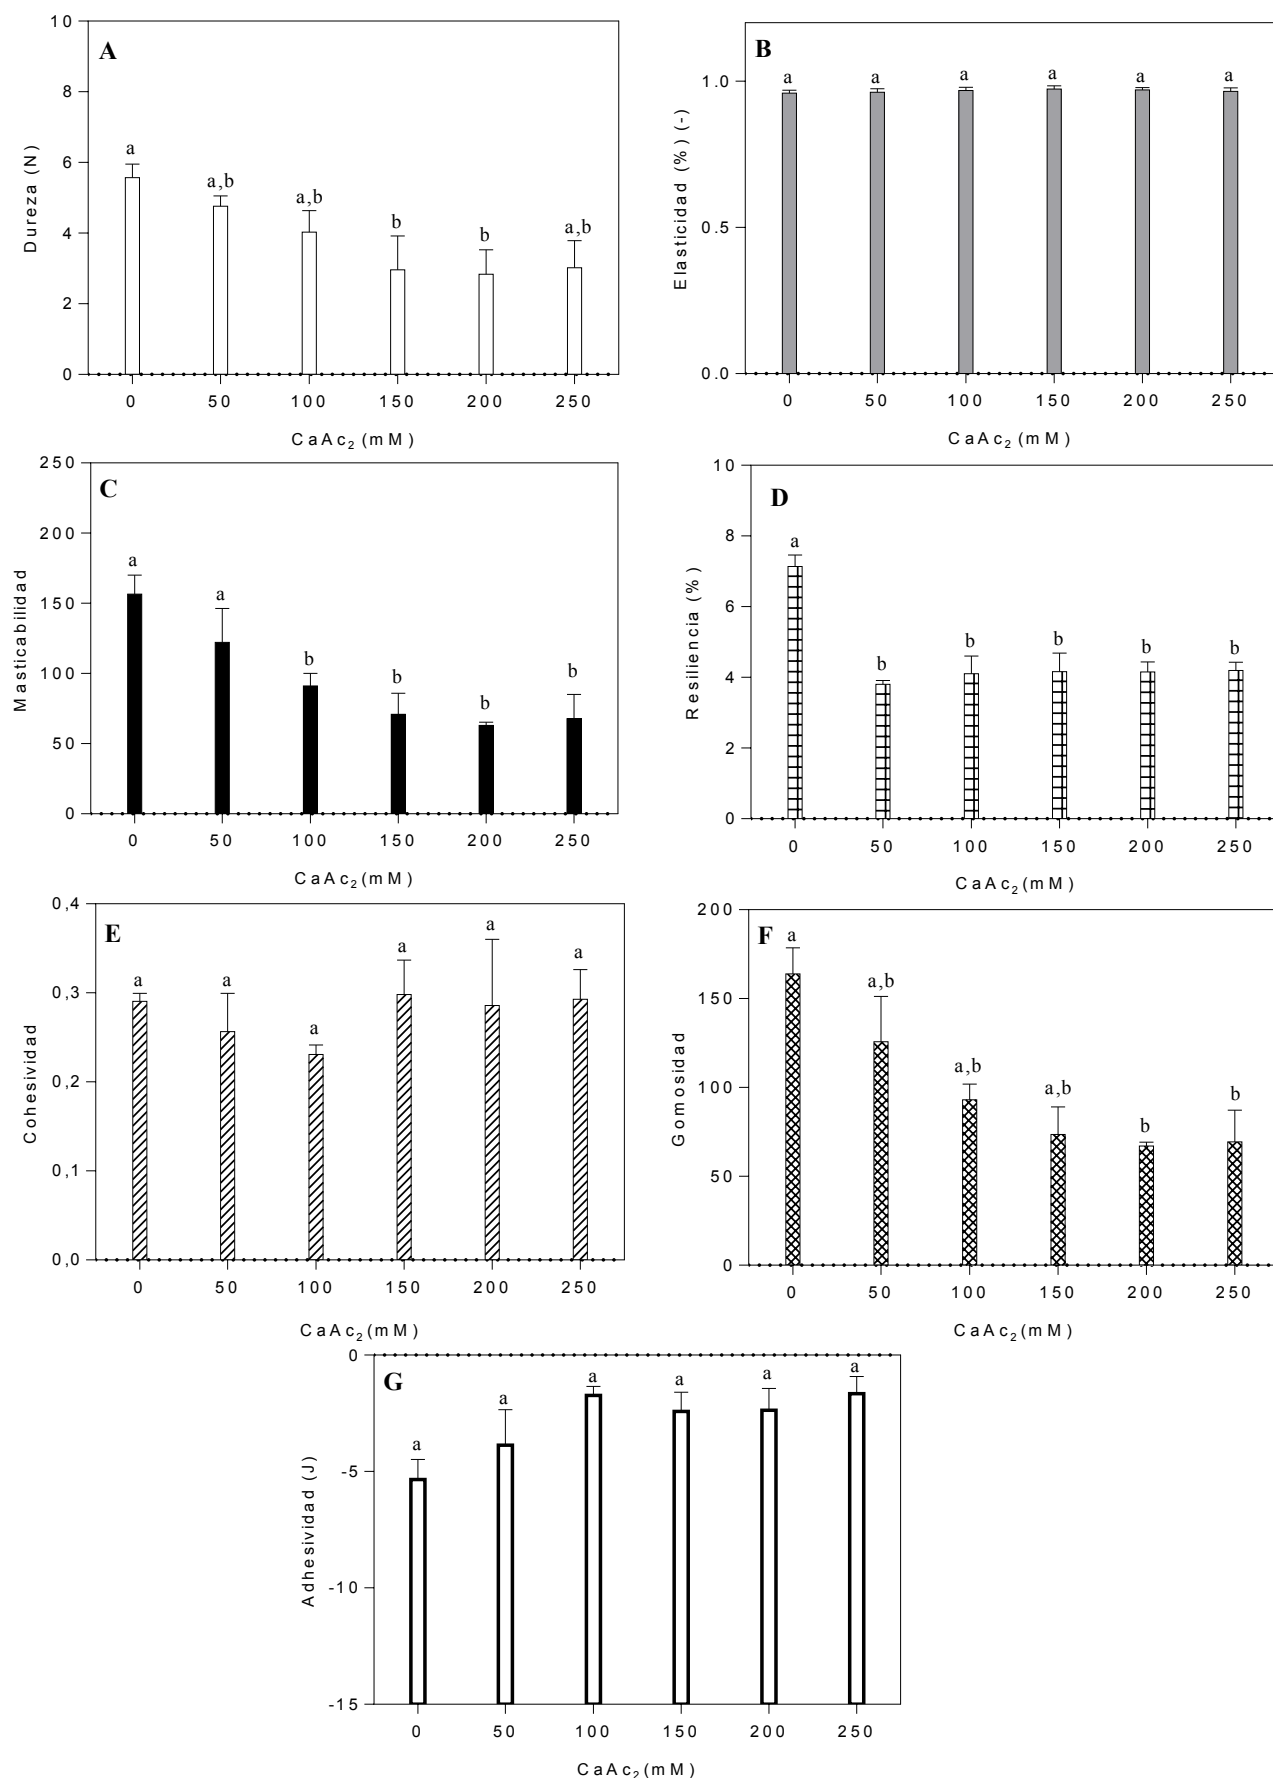 A
Dureza (N)
10
8
6
4
2
0
a
a,b
a,b
b
b
a,b
0 50 100 150 200 250
CaAc₂ (mM)
B
Elasticidad (%) (-)
1.0
0.5
0.0
a
a
a
a
a
a
0 50 100 150 200 250
CaAc₂ (mM)
C
Masticabilidad
250
200
150
100
50
0
a
a
b
b
b
b
0 50 100 150 200 250
CaAc₂ (mM)
D
Resiliencia (%)
10
8
6
4
2
0
a
b
b
b
b
b
0 50 100 150 200 250
CaAc₂ (mM)
E
Cohesividad
0,4
0,3
0,2
0,1
0,0
a
a
a
a
a
a
0 50 100 150 200 250
CaAc₂ (mM)
F
Gomosidad
200
150
100
50
0
a
a,b
a,b
a,b
b
b
0 50 100 150 200 250
CaAc₂ (mM)
G
Adhesividad (J)
0
-5
-10
-15
a
a
a
a
a
a
0 50 100 150 200 250
CaAc₂ (mM)